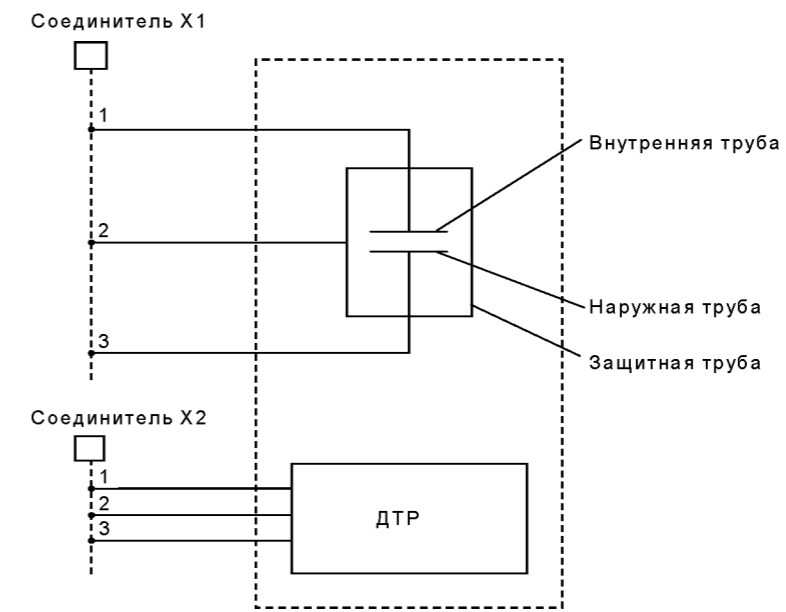 Соединитель X1
1
Внутренняя труба
2
Наружная труба
3
Защитная труба
Соединитель X2
1
2
ДТР
3